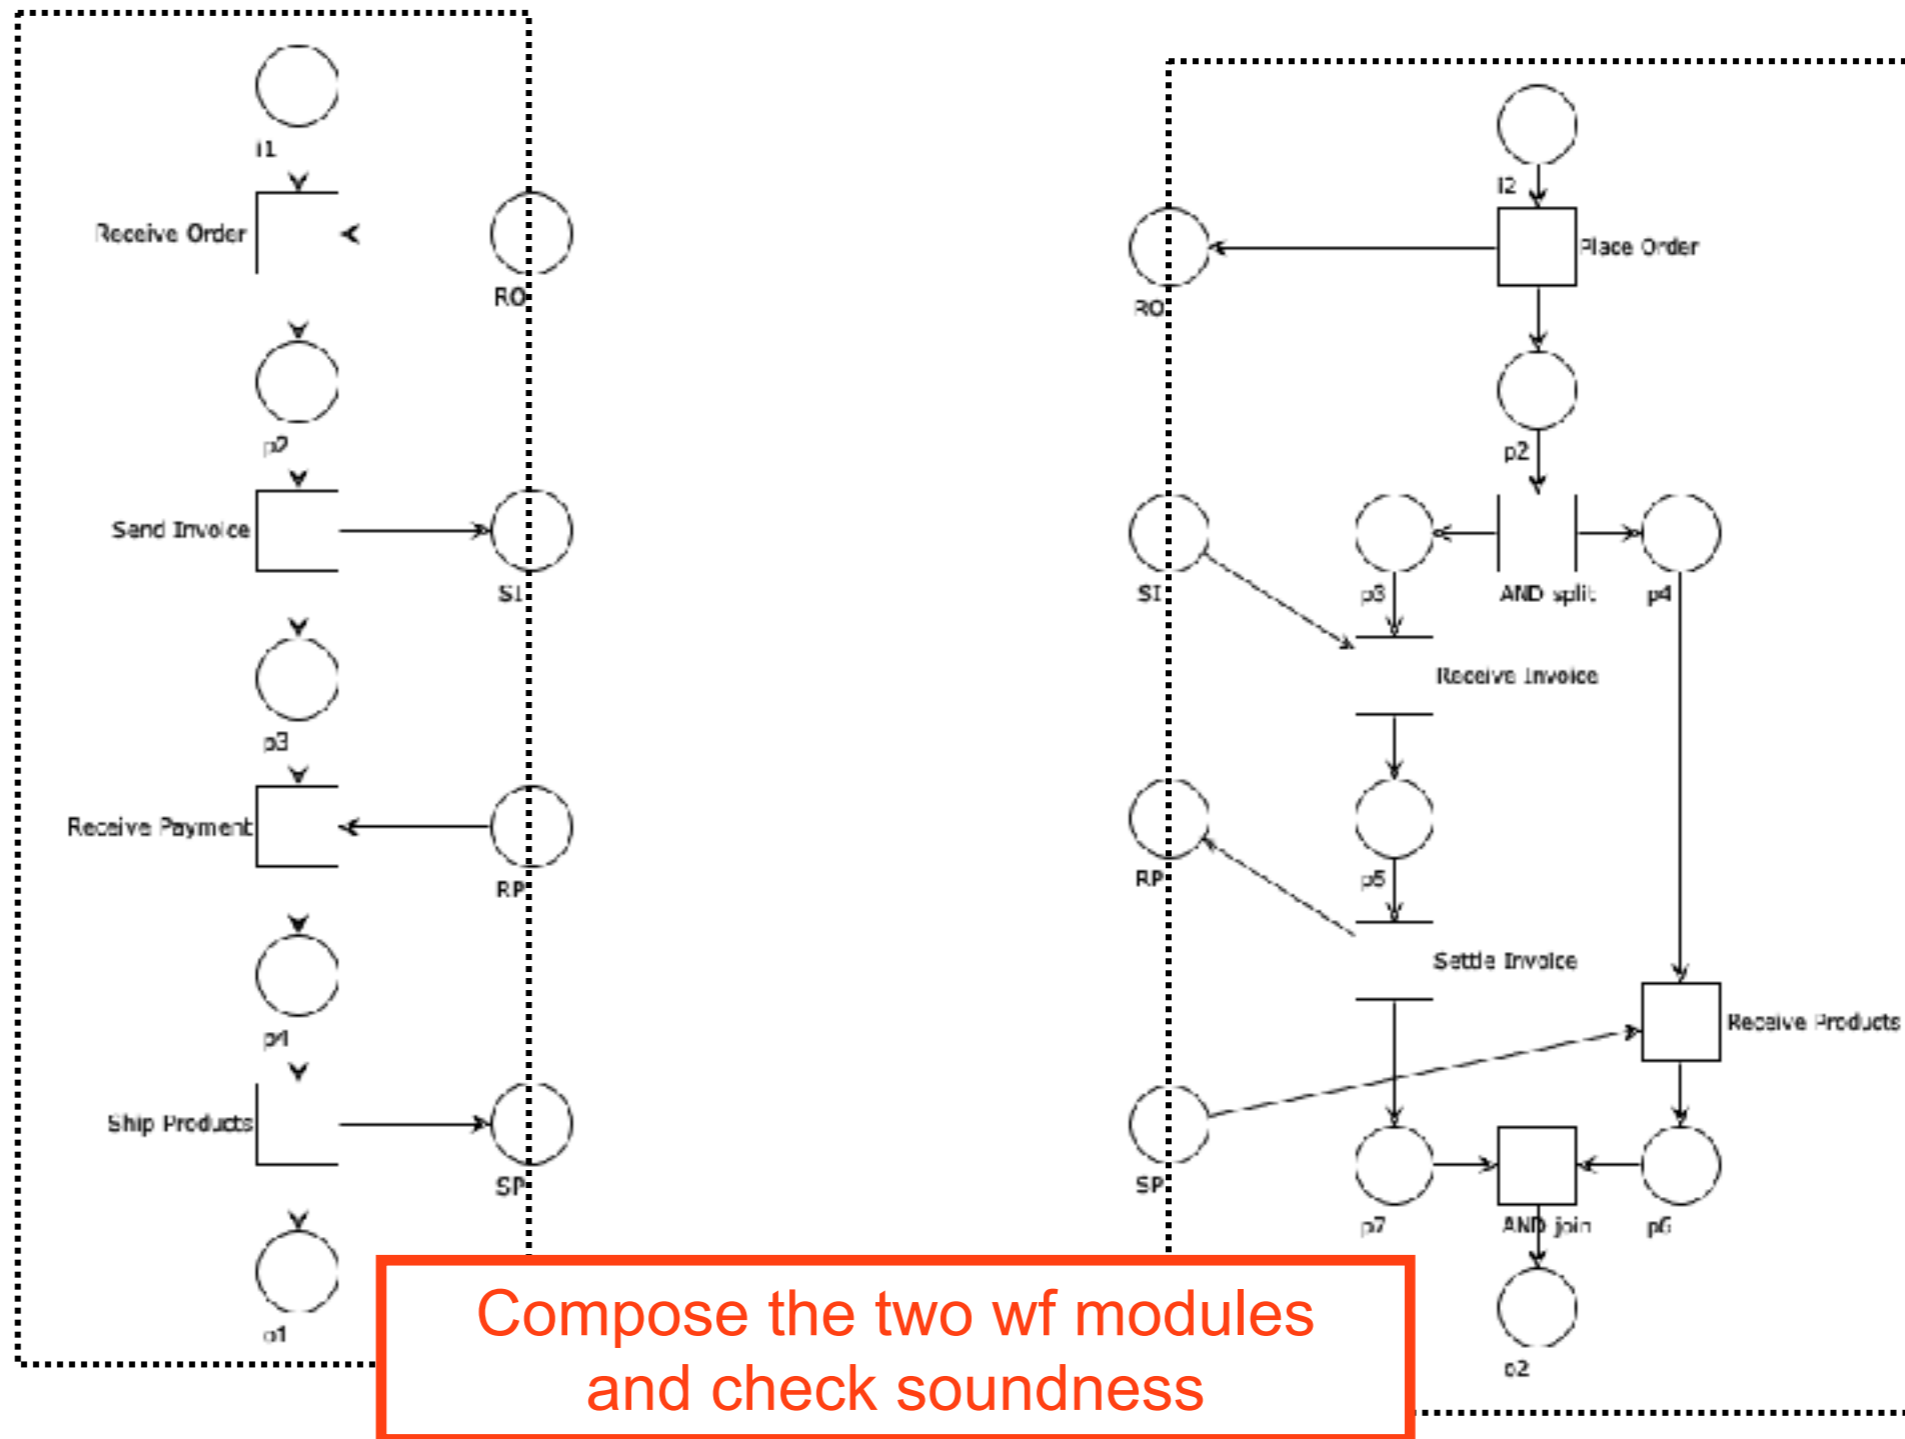 i1
Receive Order
RO
p2
Send Invoice
SI
p3
Receive Payment
RP
p4
Ship Products
SP
o1
i2
Place Order
RO
p2
SI
p3
AND split
p4
Receive Invoice
RP
p5
Settle Invoice
Receive Products
SP
p7
AND join
p6
o2
Compose the two wf modules
and check soundness